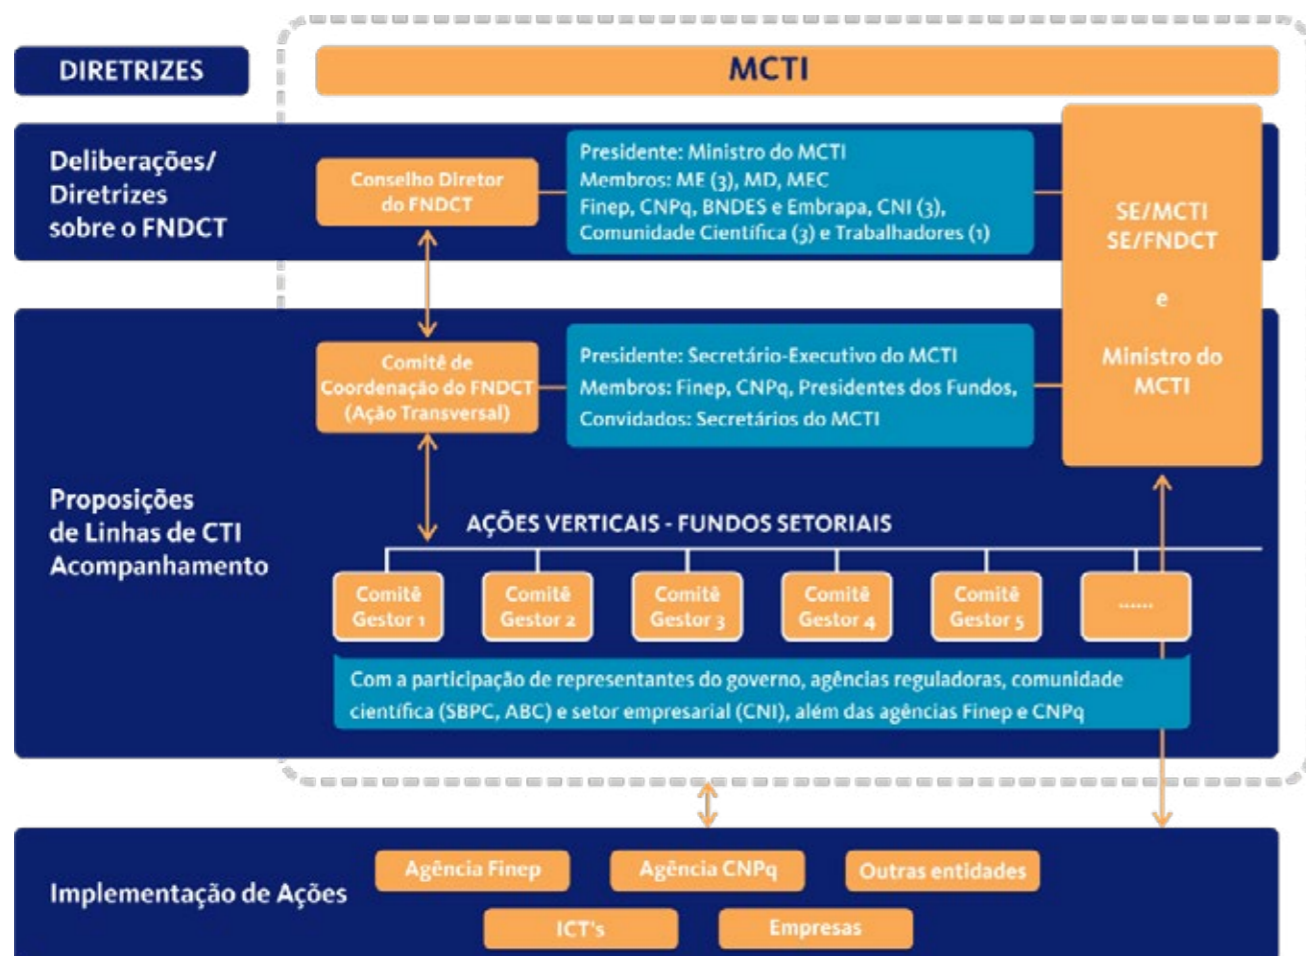 DIRETRIZES
MCTI
Deliberações/
Diretrizes
sobre o FNDCT
Conselho Diretor
do FNDCT
Presidente: Ministro do MCTI
Membros: ME (3), MD, MEC
Finep, CNPq, BNDES e Embrapa, CNI (3),
Comunidade Científica (3) e Trabalhadores (1)
SE/MCTI
SE/FNDCT
e
Ministro do
MCTI
Comitê de
Coordenação do FNDCT
(Ação Transversal)
Presidente: Secretário-Executivo do MCTI
Membros: Finep, CNPq, Presidentes dos Fundos,
Convidados: Secretários do MCTI
Proposições
de Linhas de CTI
Acompanhamento
AÇÕES VERTICAIS - FUNDOS SETORIAIS
Comitê
Gestor 1
Comitê
Gestor 2
Comitê
Gestor 3
Comitê
Gestor 4
Comitê
Gestor 5
......
Com a participação de representantes do governo, agências reguladoras, comunidade
científica (SBPC, ABC) e setor empresarial (CNI), além das agências Finep e CNPq
Implementação de Ações
Agência Finep
Agência CNPq
Outras entidades
ICT's
Empresas